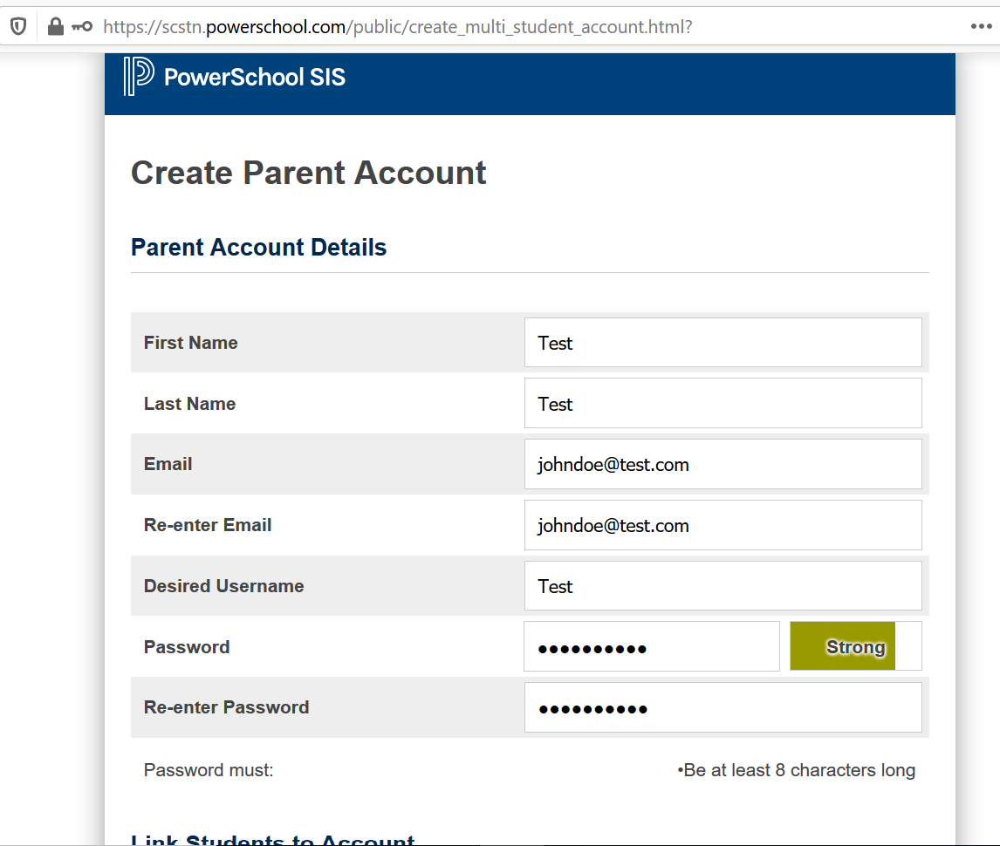 https://scstn.powerschool.com/public/create_multi_student_account.html?
PowerSchool SIS
Create Parent Account
Parent Account Details
First Name Test
Last Name Test
Email johndoe@test.com
Re-enter Email johndoe@test.com
Desired Username Test
Password •••••••••• Strong
Re-enter Password ••••••••••
Password must: •Be at least 8 characters long
Link Students to Account